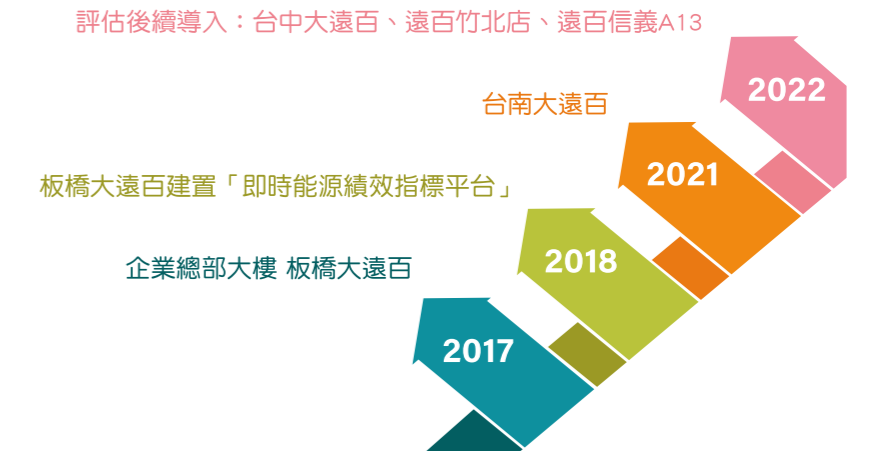 評估後續導入：台中大遠百、遠百竹北店、遠百信義A13
2022
台南大遠百
2021
板橋大遠百建置「即時能源績效指標平台」
2018
企業總部大樓 板橋大遠百
2017